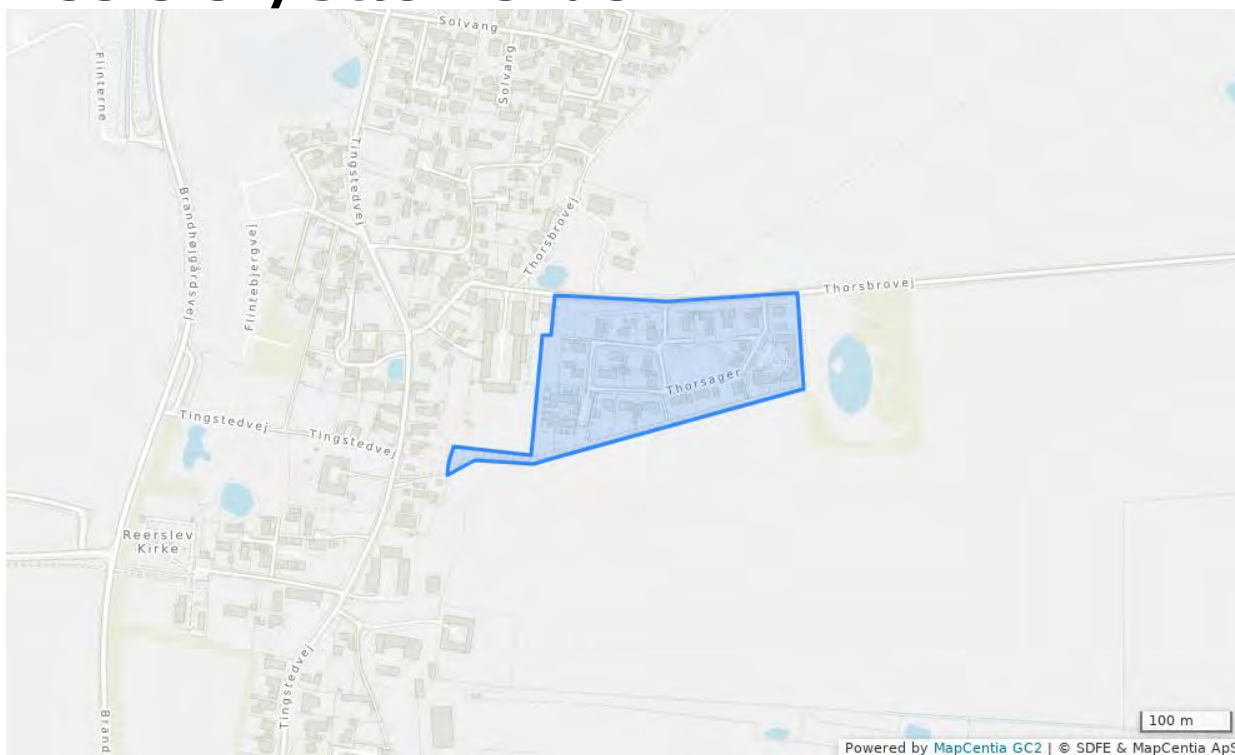 Solvang
Solvang
Flinterne
Tingstedvej
Brandhøjgårdsvej
Flintebjergvej
Thorsbrovej
Thorsbrovej
Thorsager
Tingstedvej
Tingstedvej
Reerslev
Kirke
Tingstedvej
Brand
100 m
Powered by MapCentia GC2 | © SDFE & MapCentia ApS